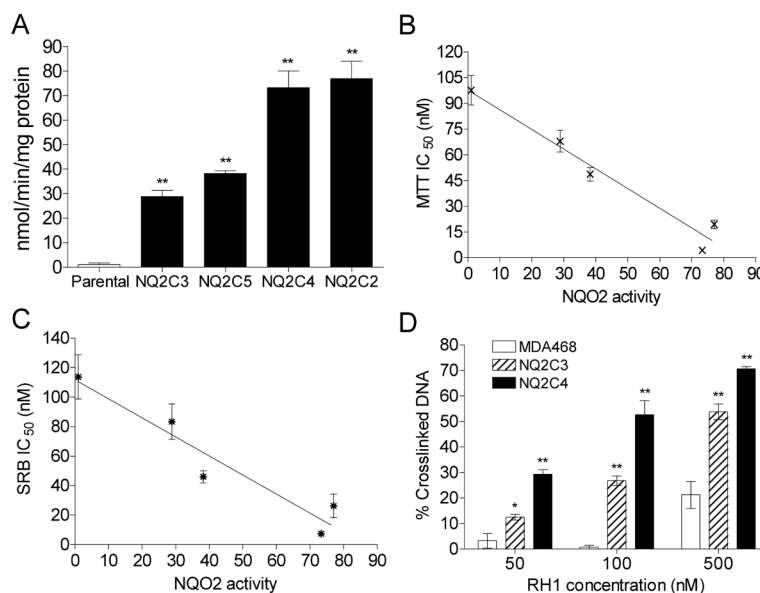 A
90
80
70
60
50
40
30
20
10
0
nmol/min/mg protein
**
**
**
**
Parental NQ2C3 NQ2C5 NQ2C4 NQ2C2
B
120
105
90
75
60
45
30
15
0
MTT IC 50 (nM)
0 10 20 30 40 50 60 70 80 90
NQO2 activity
C
140
120
100
80
60
40
20
0
SRB IC50 (nM)
0 10 20 30 40 50 60 70 80 90
NQO2 activity
D
80
70
60
50
40
30
20
10
0
% Crosslinked DNA
MDA468
NQ2C3
NQ2C4
*
**
**
**
**
**
50 100 500
RH1 concentration (nM)